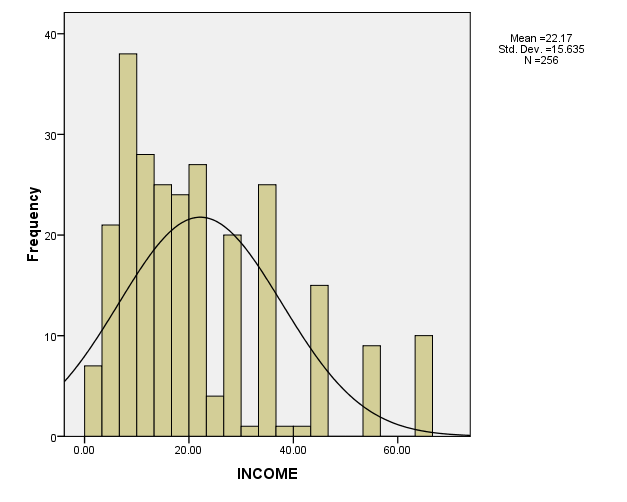 Mean =22.17
Std. Dev. =15.635
N =256
40
30
20
10
0
Frequency
0.00 20.00 40.00 60.00
INCOME